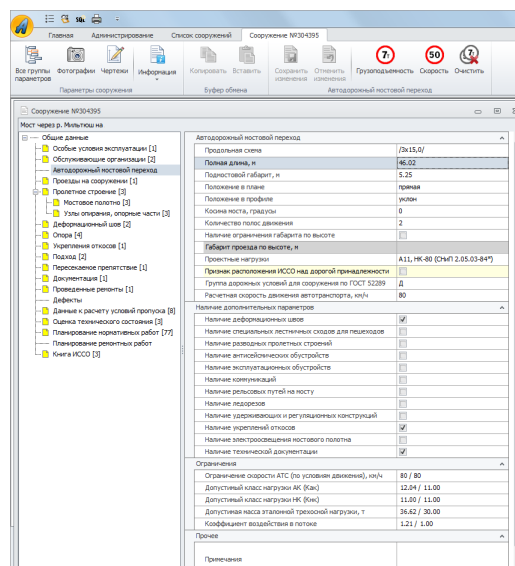 SQL
Главная Администрирование Список сооружений Сооружение №304395
Все группы параметров Фотографии Чертежи Информация
Копировать Вставить
Сохранить изменения Отменить изменения
Грузоподъемность Скорость Очистить
7т 50
Параметры сооружения Буфер обмена Автодорожный мостовой переход
Сооружение №304395
Мост через р. Мильтюш на
Общие данные
Особые условия эксплуатации [1]
Обслуживающие организации [2]
Автодорожный мостовой переход
Проезды на сооружении [1]
Пролетное строение [3]
Мостовое полотно [3]
Узлы опирания, опорные части [3]
Деформационный шов [2]
Опора [4]
Укрепления откосов [1]
Подход [2]
Пересекаемое препятствие [1]
Документация [1]
Проведенные ремонты [1]
Дефекты
Данные к расчету условий пропуска [8]
Оценка технического состояния [3]
Планирование нормативных работ [77]
Планирование ремонтных работ
Книга ИССО [3]
Автодорожный мостовой переход
Продольная схема /3x15,0/
Полная длина, м 46.02
Подмостовой габарит, м 5.25
Положение в плане прямая
Положение в профиле уклон
Косина моста, градусы 0
Количество полос движения 2
Наличие ограничения габарита по высоте
Габарит проезда по высоте, м
Проектные нагрузки А11, НК-80 (СНиП 2.05.03-84*)
Признак расположения ИССО над дорогой принадлежности
Группа дорожных условий для сооружения по ГОСТ 52289 Д
Расчетная скорость движения автотранспорта, км/ч 80
Наличие дополнительных параметров
Наличие деформационных швов
Наличие специальных лестничных сходов для пешеходов
Наличие разводных пролетных строений
Наличие антисейсмических обустройств
Наличие эксплуатационных обустройств
Наличие коммуникаций
Наличие рельсовых путей на мосту
Наличие ледорезов
Наличие удерживающих и регуляционных конструкций
Наличие укреплений откосов
Наличие электроосвещения мостового полотна
Наличие технической документации
Ограничения
Ограничение скорости АТС (по условиям движения), км/ч 80 / 80
Допустимый класс нагрузки АК (Как) 12.04 / 11.00
Допустимый класс нагрузки НК (Кнк) 11.00 / 11.00
Допустимая масса эталонной трехосной нагрузки, т 36.62 / 30.00
Коэффициент воздействия в потоке 1.21 / 1.00
Прочее
Примечания